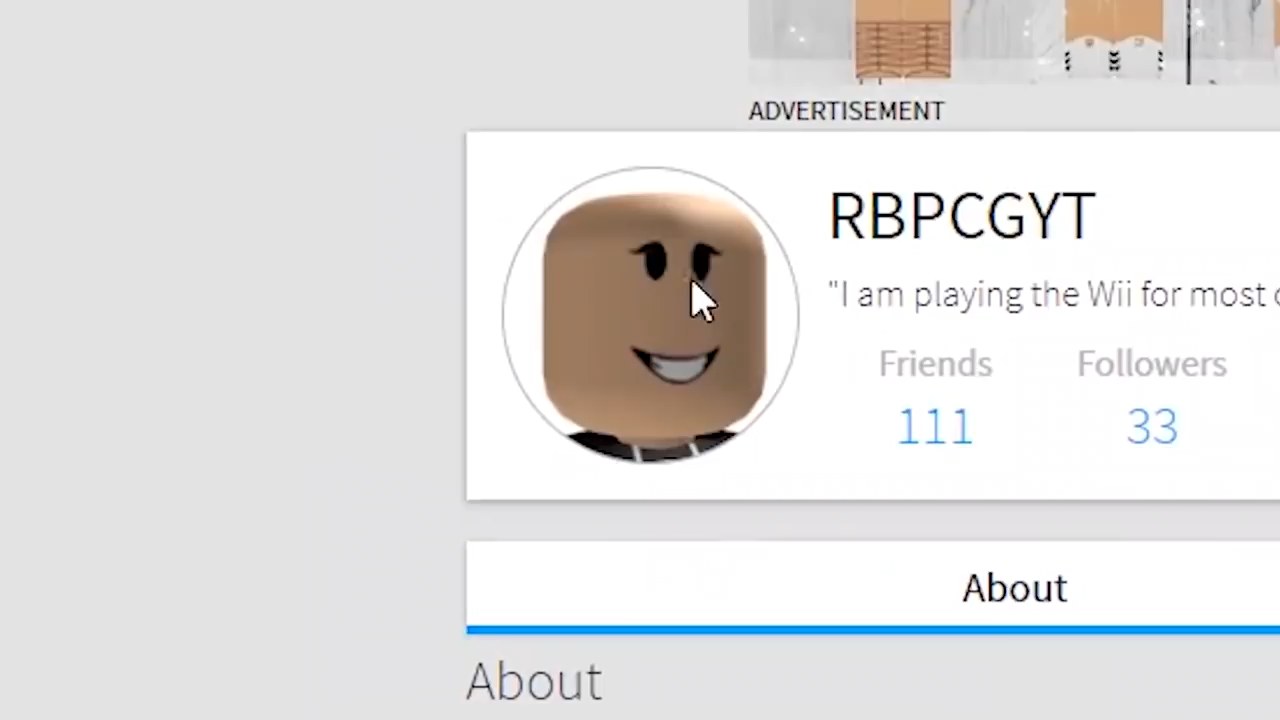 ADVERTISEMENT
RBPCGYT
"I am playing the Wii for most
Friends Followers
111 33
About
About